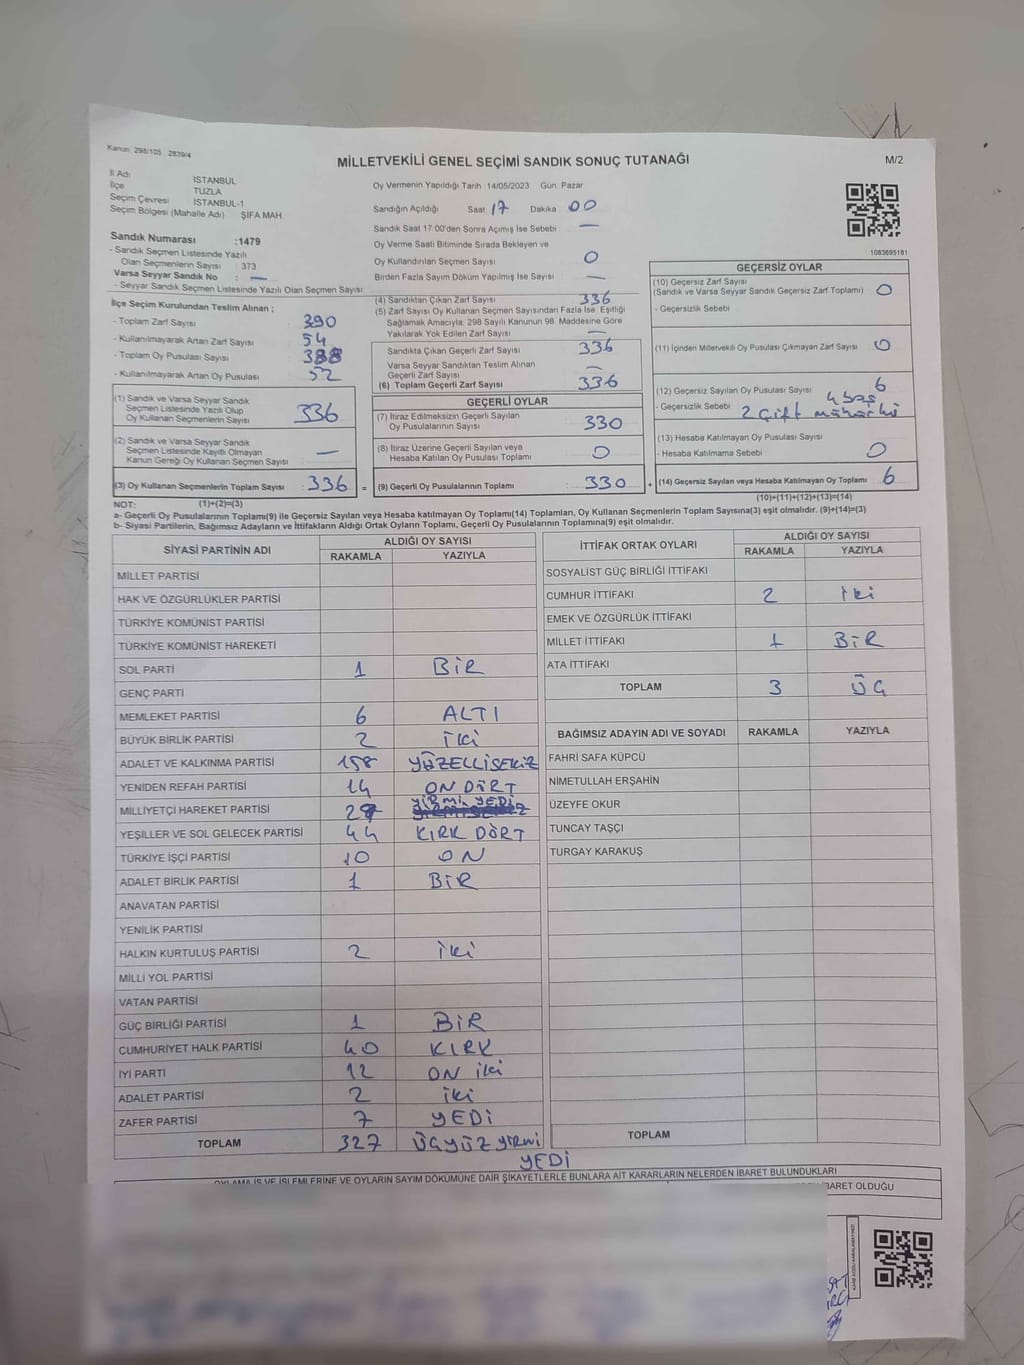 Kanun: 298/105 2839/4
MİLLETVEKİLİ GENEL SEÇİMİ SANDIK SONUÇ TUTANAĞI
M/2
İl Adı İSTANBUL
İlçe TUZLA
Seçim Çevresi İSTANBUL-1
Seçim Bölgesi (Mahalle Adı) ŞİFA MAH
Sandık Numarası :1479
- Sandık Seçmen Listesinde Yazılı
Olan Seçmenlerin Sayısı 373
Varsa Seyyar Sandık No : —
- Seyyar Sandık Seçmen Listesinde Yazılı Olan Seçmen Sayısı
Oy Vermenin Yapıldığı Tarih 14/05/2023 Gün: Pazar
Sandığın Açıldığı Saat: 17 Dakika 00
Sandık Saat 17:00'den Sonra Açımış İse Sebebi —
Oy Verme Saati Bitiminde Sırada Bekleyen ve
Oy Kullandırılan Seçmen Sayısı 0
Birden Fazla Sayım Döküm Yapılmış İse Sayısı —
1083695181
İlçe Seçim Kurulundan Teslim Alınan ;
- Toplam Zarf Sayısı 390
- Kullanılmayarak Artan Zarf Sayısı 54
- Toplam Oy Pusulası Sayısı 388
- Kullanılmayarak Artan Oy Pusulası 52
(1) Sandık ve Varsa Seyyar Sandık
Seçmen Listesinde Yazılı Olup
Oy Kullanan Seçmenlerin Sayısı 336
(2) Sandık ve Varsa Seyyar Sandık
Seçmen Listesinde Kayıtlı Olmayan
Kanun Gereği Oy Kullanan Seçmen Sayısı —
(3) Oy Kullanan Seçmenlerin Toplam Sayısı : 336 =
(4) Sandıktan Çıkan Zarf Sayısı 336
(5) Zarf Sayısı Oy Kullanan Seçmen Sayısından Fazla İse, Eşitliği
Sağlamak Amacıyla: 298 Sayılı Kanunun 98. Maddesine Göre
Yakılarak Yok Edilen Zarf Sayısı —
Sandıkta Çıkan Geçerli Zarf Sayısı 336
Varsa Seyyar Sandıktan Teslim Alınan
Geçerli Zarf Sayısı —
(6) Toplam Geçerli Zarf Sayısı 336
GEÇERLİ OYLAR
(7) İtiraz Edilmeksizin Geçerli Sayılan
Oy Pusulalarının Sayısı 330
(8) İtiraz Üzerine Geçerli Sayılan veya
Hesaba Katılan Oy Pusulası Toplamı 0
(9) Geçerli Oy Pusulalarının Toplamı : 330 +
GEÇERSİZ OYLAR
(10) Geçersiz Zarf Sayısı
(Sandık ve Varsa Seyyar Sandık Geçersiz Zarf Toplamı) 0
- Geçersizlik Sebebi
(11) İçinden Milletvekili Oy Pusulası Çıkmayan Zarf Sayısı 0
(12) Geçersiz Sayılan Oy Pusulası Sayısı 6
- Geçersizlik Sebebi 4 boş
2 çift mühürlü
(13) Hesaba Katılmayan Oy Pusulası Sayısı
- Hesaba Katılmama Sebebi 0
(14) Geçersiz Sayılan veya Hesaba Katılmayan Oy Toplamı 6
NOT: (1)+(2)=(3) (10)+(11)+(12)+(13)=(14)
a- Geçerli Oy Pusulalarının Toplamı(9) ile Geçersiz Sayılan veya Hesaba katılmayan Oy Toplamı(14) Toplamları, Oy Kullanan Seçmenlerin Toplam Sayısına(3) eşit olmalıdır. (9)+(14)=(3)
b- Siyasi Partilerin, Bağımsız Adayların ve İttifakların Aldığı Ortak Oyların Toplamı, Geçerli Oy Pusulalarının Toplamına(9) eşit olmalıdır.
SİYASİ PARTİNİN ADI ALDIĞI OY SAYISI
RAKAMLA YAZIYLA
MİLLET PARTİSİ
HAK VE ÖZGÜRLÜKLER PARTİSİ
TÜRKİYE KOMÜNİST PARTİSİ
TÜRKİYE KOMÜNİST HAREKETİ
SOL PARTİ 1 BİR
GENÇ PARTİ
MEMLEKET PARTİSİ 6 ALTI
BÜYÜK BİRLİK PARTİSİ 2 İKİ
ADALET VE KALKINMA PARTİSİ 158 YÜZELLİSEKİZ
YENİDEN REFAH PARTİSİ 14 ON DÖRT
MİLLİYETÇİ HAREKET PARTİSİ 27 YİRMİ YEDİ
YEŞİLLER VE SOL GELECEK PARTİSİ 44 KIRK DÖRT
TÜRKİYE İŞÇİ PARTİSİ 10 ON
ADALET BİRLİK PARTİSİ 1 BİR
ANAVATAN PARTİSİ
YENİLİK PARTİSİ
HALKIN KURTULUŞ PARTİSİ 2 İKİ
MİLLİ YOL PARTİSİ
VATAN PARTİSİ
GÜÇ BİRLİĞİ PARTİSİ 1 BİR
CUMHURİYET HALK PARTİSİ 40 KIRK
İYİ PARTİ 12 ON İKİ
ADALET PARTİSİ 2 İKİ
ZAFER PARTİSİ 7 YEDİ
TOPLAM 327 ÜÇYÜZ YİRMİ
YEDİ
İTTİFAK ORTAK OYLARI ALDIĞI OY SAYISI
RAKAMLA YAZIYLA
SOSYALİST GÜÇ BİRLİĞİ İTTİFAKI
CUMHUR İTTİFAKI 2 İKİ
EMEK VE ÖZGÜRLÜK İTTİFAKI
MİLLET İTTİFAKI 1 BİR
ATA İTTİFAKI
TOPLAM 3 ÜÇ
BAĞIMSIZ ADAYIN ADI VE SOYADI RAKAMLA YAZIYLA
FAHRİ SAFA KÜPCÜ
NİMETULLAH ERŞAHİN
ÜZEYFE OKUR
TUNCAY TAŞÇI
TURGAY KARAKUŞ
TOPLAM
OYLAMA İŞ VE İŞLEMLERİNE VE OYLARIN SAYIM DÖKÜMÜNE DAİR ŞİKAYETLERLE BUNLARA AİT KARARLARIN NELERDEN İBARET BULUNDUKLARI
İBARET OLDUĞU